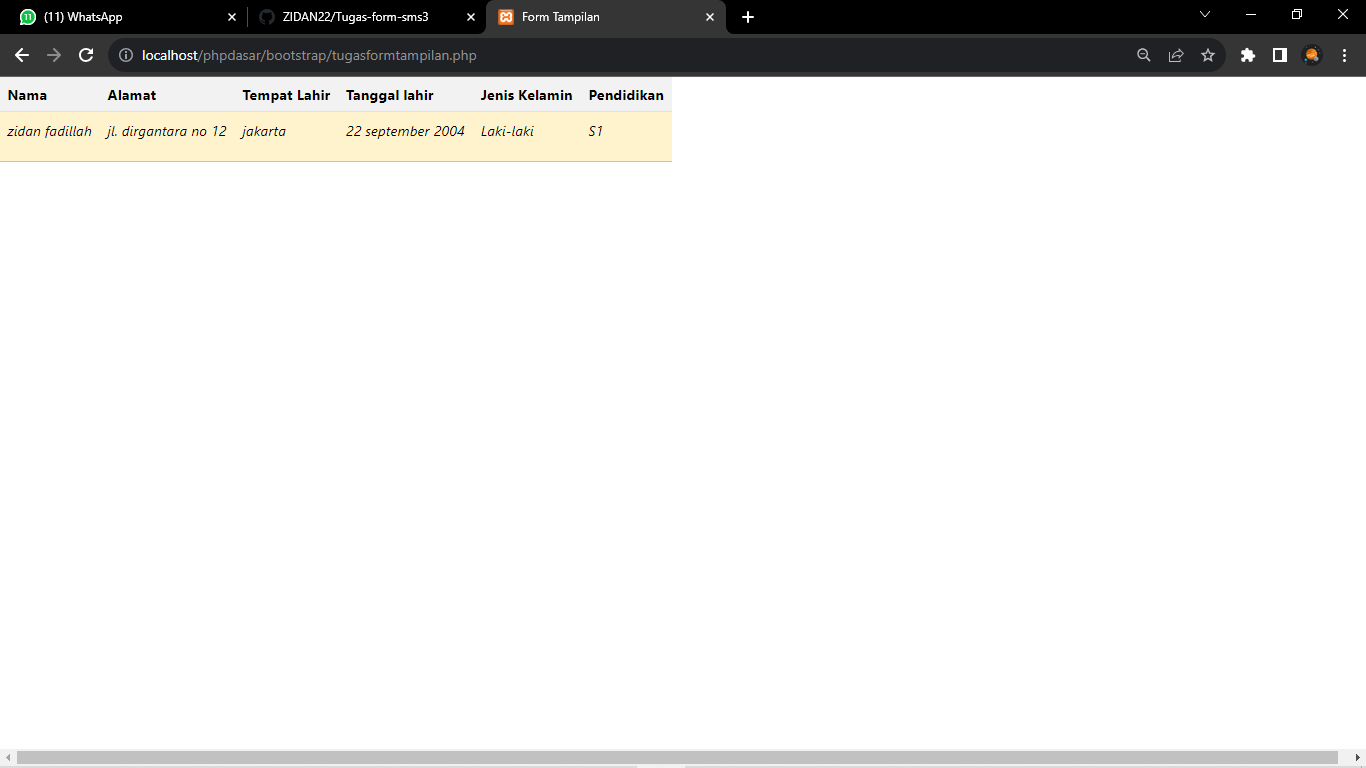 (11) WhatsApp
ZIDAN22/Tugas-form-sms3
Form Tampilan
localhost/phpdasar/bootstrap/tugasformtampilan.php
Nama Alamat Tempat Lahir Tanggal lahir Jenis Kelamin Pendidikan
zidan fadillah jl. dirgantara no 12 jakarta 22 september 2004 Laki-laki S1